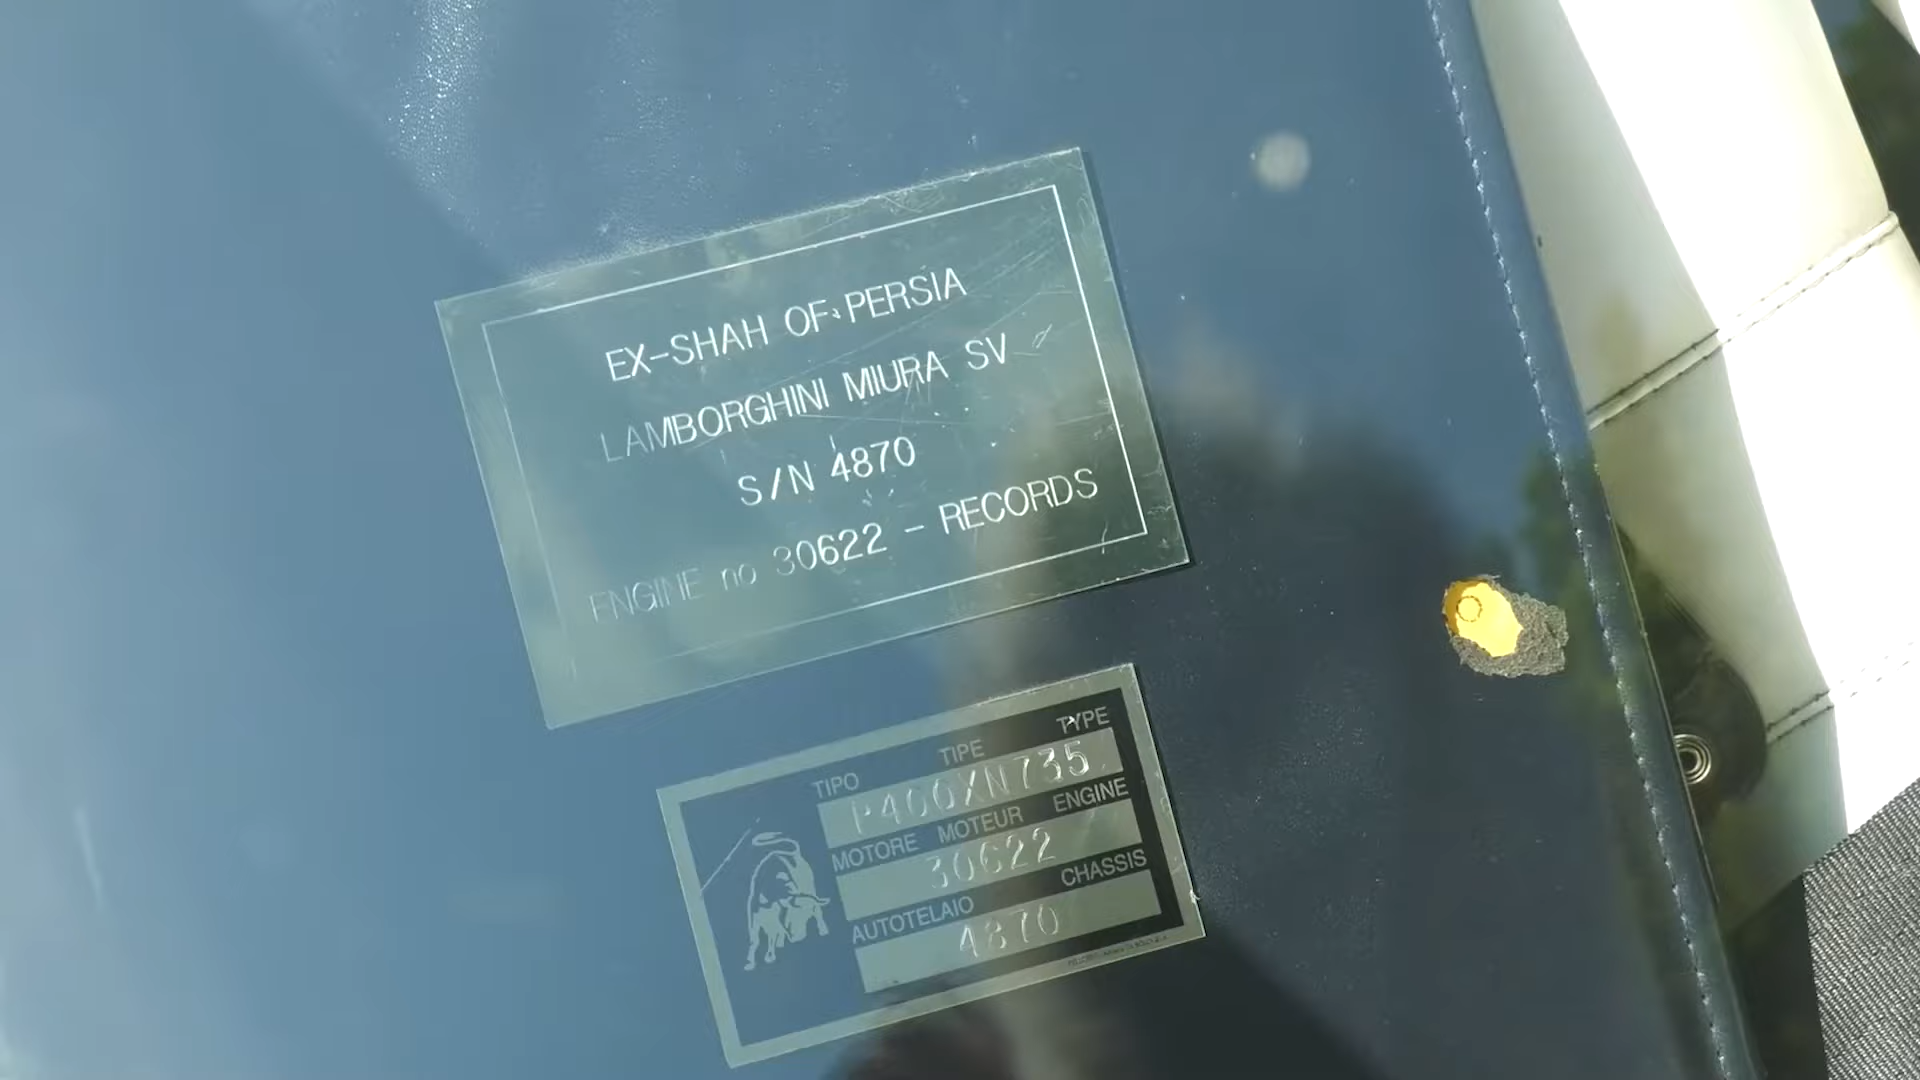 EX-SHAH OF PERSIA
LAMBORGHINI MIURA SV
S/N 4870
ENGINE no 30622 - RECORDS
TIPO TIPE TYPE
P400XN735
MOTORE MOTEUR ENGINE
30622
AUTOTELAIO CHASSIS
4870